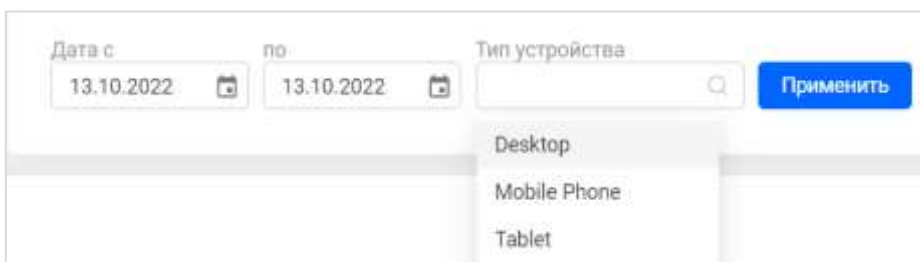 Дата с по Тип устройства
13.10.2022 13.10.2022 Применить
Desktop
Mobile Phone
Tablet